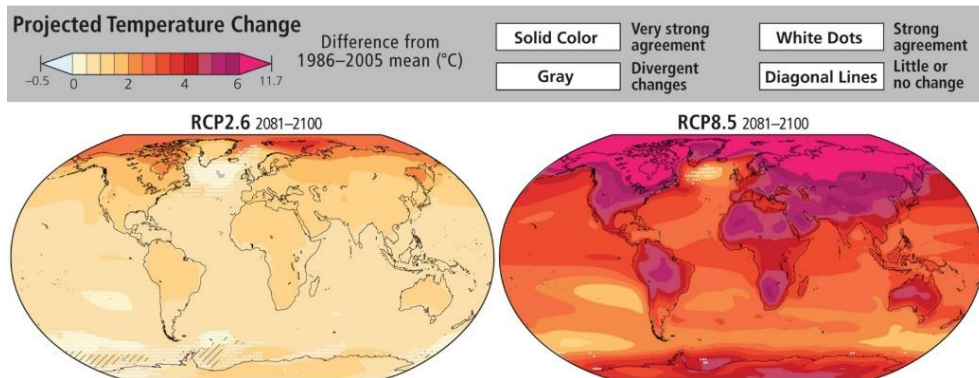 Projected Temperature Change
−0.5 0 2 4 6 11.7
Difference from
1986–2005 mean (°C)
Solid Color
Very strong
agreement
White Dots
Strong
agreement
Gray
Divergent
changes
Diagonal Lines
Little or
no change
RCP2.6 2081–2100
RCP8.5 2081–2100